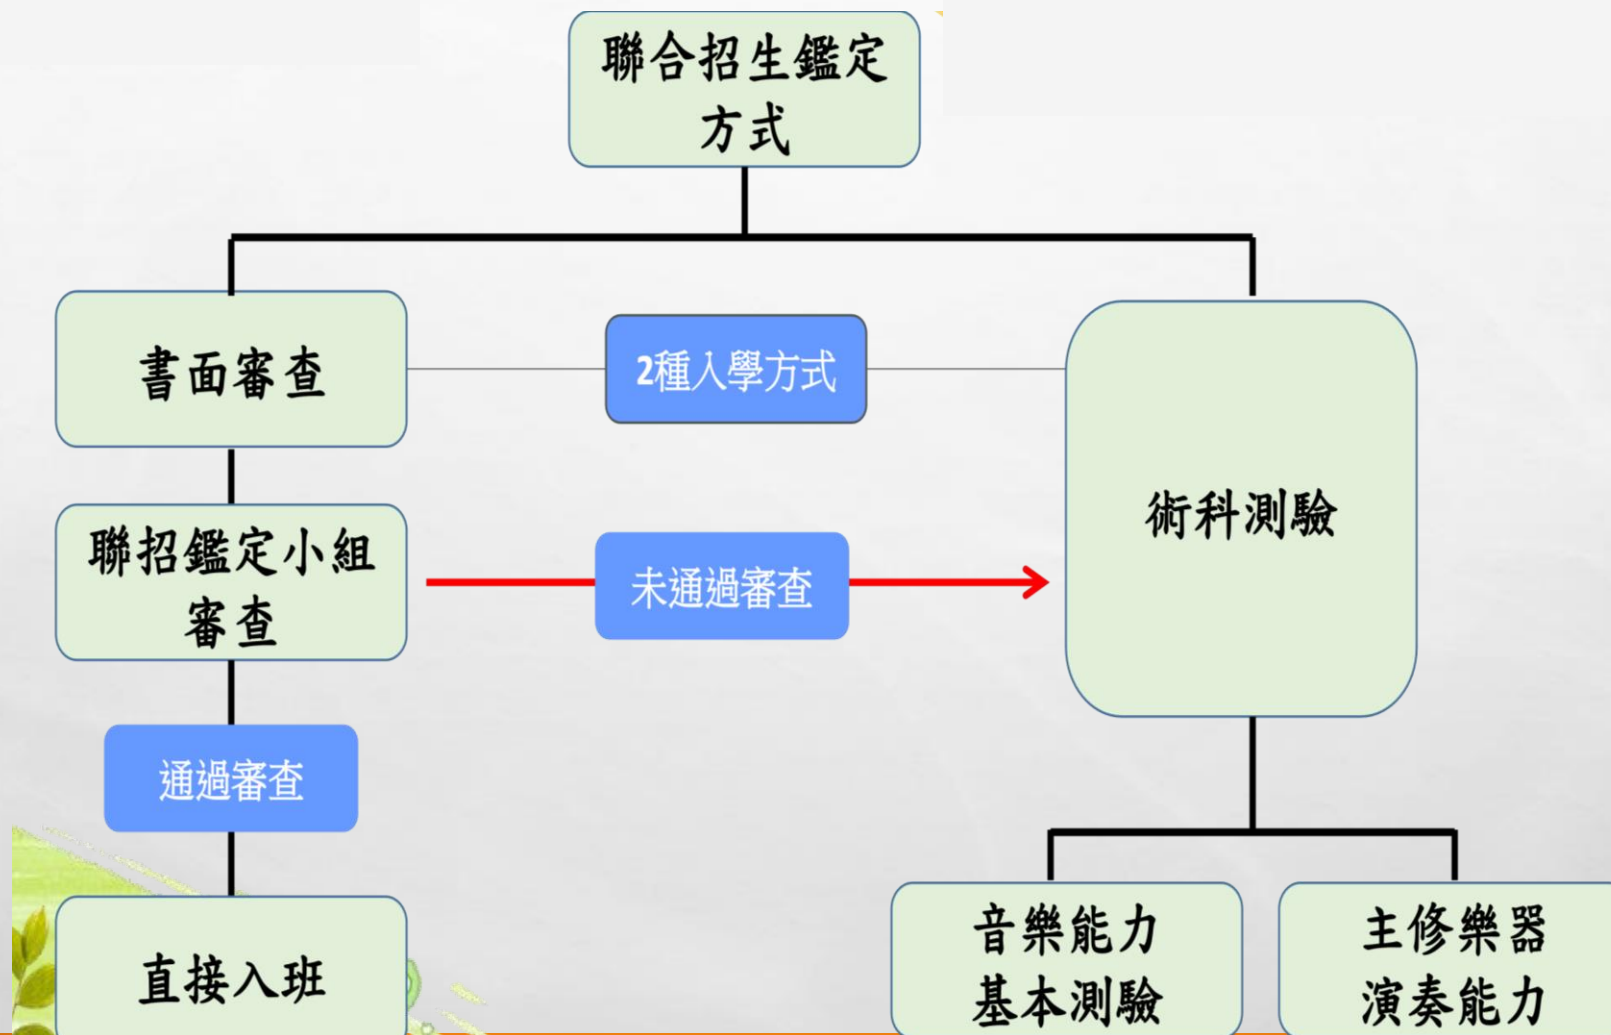 聯合招生鑑定
方式
書面審查
2種入學方式
術科測驗
聯招鑑定小組
審查
未通過審查
通過審查
直接入班
音樂能力
基本測驗
主修樂器
演奏能力